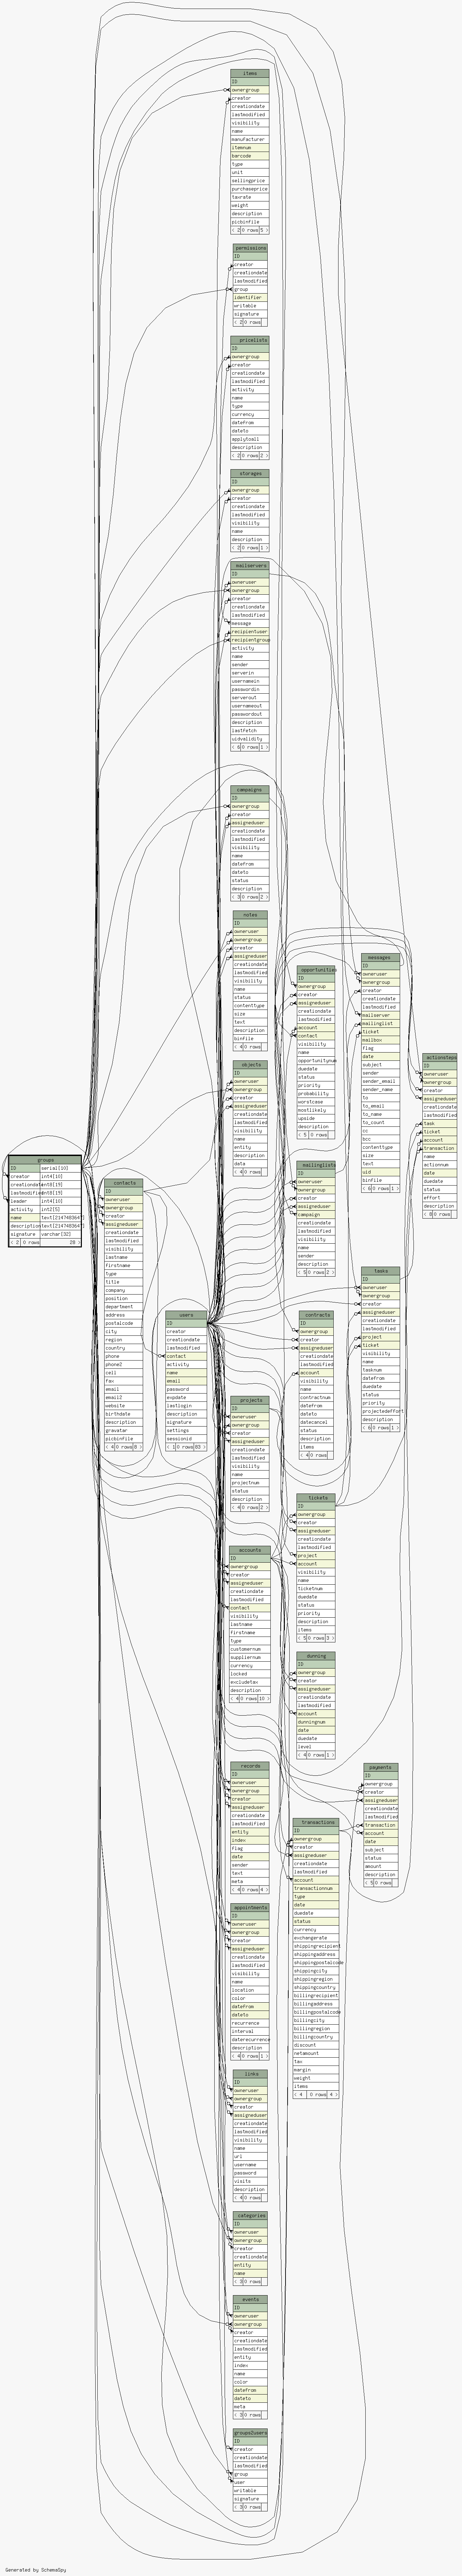 items
ID
ownergroup
creator
creationdate
lastmodified
visibility
name
manufacturer
itemnum
barcode
type
unit
sellingprice
purchaseprice
taxrate
weight
description
picbinfile
< 2 0 rows 5 >
permissions
ID
creator
creationdate
lastmodified
group
identifier
writable
signature
< 2 0 rows
pricelists
ID
ownergroup
creator
creationdate
lastmodified
activity
name
type
currency
datefrom
dateto
applytoall
description
< 2 0 rows 2 >
storages
ID
ownergroup
creator
creationdate
lastmodified
visibility
name
description
< 2 0 rows 1 >
mailservers
ID
owneruser
ownergroup
creator
creationdate
lastmodified
message
recipientuser
recipientgroup
activity
name
sender
serverin
usernamein
passwordin
serverout
usernameout
passwordout
description
lastfetch
uidvalidity
< 6 0 rows 1 >
campaigns
ID
ownergroup
creator
assigneduser
creationdate
lastmodified
visibility
name
datefrom
dateto
status
description
< 3 0 rows 2 >
notes
ID
owneruser
ownergroup
creator
assigneduser
creationdate
lastmodified
visibility
name
status
contenttype
size
text
description
binfile
< 4 0 rows
objects
ID
owneruser
ownergroup
creator
assigneduser
creationdate
lastmodified
visibility
name
entity
description
data
< 4 0 rows
opportunities
ID
ownergroup
creator
assigneduser
creationdate
lastmodified
account
contact
visibility
name
opportunitynum
duedate
status
priority
probability
worstcase
mostlikely
upside
description
< 5 0 rows
messages
ID
owneruser
ownergroup
creator
creationdate
lastmodified
mailserver
mailinglist
ticket
mailbox
flag
date
subject
sender
sender_email
sender_name
to
to_email
to_name
to_count
cc
bcc
contenttype
size
text
uid
binfile
< 6 0 rows 1 >
actionsteps
ID
owneruser
ownergroup
creator
assigneduser
creationdate
lastmodified
task
ticket
account
transaction
name
actionnum
date
duedate
status
effort
description
< 8 0 rows
groups
ID serial[10]
creator int4[10]
creationdate int8[19]
lastmodified int8[19]
leader int4[10]
activity int2[5]
name text[2147483647]
description text[2147483647]
signature varchar[32]
< 2 0 rows 28 >
contacts
ID
owneruser
ownergroup
creator
assigneduser
creationdate
lastmodified
visibility
lastname
firstname
type
title
company
position
department
address
postalcode
city
region
country
phone
phone2
cell
fax
email
email2
website
birthdate
description
gravatar
picbinfile
< 4 0 rows 8 >
users
ID
creator
creationdate
lastmodified
contact
activity
name
email
password
expdate
lastlogin
description
signature
settings
sessionid
< 1 0 rows 83 >
mailinglists
ID
owneruser
ownergroup
creator
assigneduser
campaign
creationdate
lastmodified
visibility
name
sender
description
< 5 0 rows 2 >
tasks
ID
owneruser
ownergroup
creator
assigneduser
creationdate
lastmodified
project
ticket
visibility
name
tasknum
datefrom
duedate
status
priority
projectedeffort
description
< 6 0 rows 1 >
contracts
ID
ownergroup
creator
assigneduser
creationdate
lastmodified
account
visibility
name
contractnum
datefrom
dateto
datecancel
status
description
items
< 4 0 rows
projects
ID
owneruser
ownergroup
creator
assigneduser
creationdate
lastmodified
visibility
name
projectnum
status
description
< 4 0 rows 2 >
tickets
ID
ownergroup
creator
assigneduser
creationdate
lastmodified
project
account
visibility
name
ticketnum
duedate
status
priority
description
items
< 5 0 rows 3 >
accounts
ID
ownergroup
creator
assigneduser
creationdate
lastmodified
contact
visibility
lastname
firstname
type
customernum
suppliernum
currency
locked
excludetax
description
< 4 0 rows 10 >
dunning
ID
ownergroup
creator
assigneduser
creationdate
lastmodified
account
dunningnum
date
duedate
level
< 4 0 rows 1 >
records
ID
owneruser
ownergroup
creator
assigneduser
creationdate
lastmodified
entity
index
flag
date
sender
text
meta
< 4 0 rows 4 >
payments
ID
ownergroup
creator
assigneduser
creationdate
lastmodified
transaction
account
date
subject
status
amount
description
< 5 0 rows
transactions
ID
ownergroup
creator
assigneduser
creationdate
lastmodified
account
transactionnum
type
date
duedate
status
currency
exchangerate
shippingrecipient
shippingaddress
shippingpostalcode
shippingcity
shippingregion
shippingcountry
billingrecipient
billingaddress
billingpostalcode
billingcity
billingregion
billingcountry
discount
netamount
tax
margin
weight
items
< 4 0 rows 4 >
appointments
ID
owneruser
ownergroup
creator
assigneduser
creationdate
lastmodified
visibility
name
location
color
datefrom
dateto
recurrence
interval
daterecurrence
description
< 4 0 rows 1 >
links
ID
owneruser
ownergroup
creator
assigneduser
creationdate
lastmodified
visibility
name
url
username
password
visits
description
< 4 0 rows
categories
ID
owneruser
ownergroup
creator
creationdate
entity
name
< 3 0 rows
events
ID
owneruser
ownergroup
creator
creationdate
lastmodified
entity
index
name
color
datefrom
dateto
meta
< 3 0 rows
groups2users
ID
creator
creationdate
lastmodified
group
user
writable
signature
< 3 0 rows
Generated by SchemaSpy